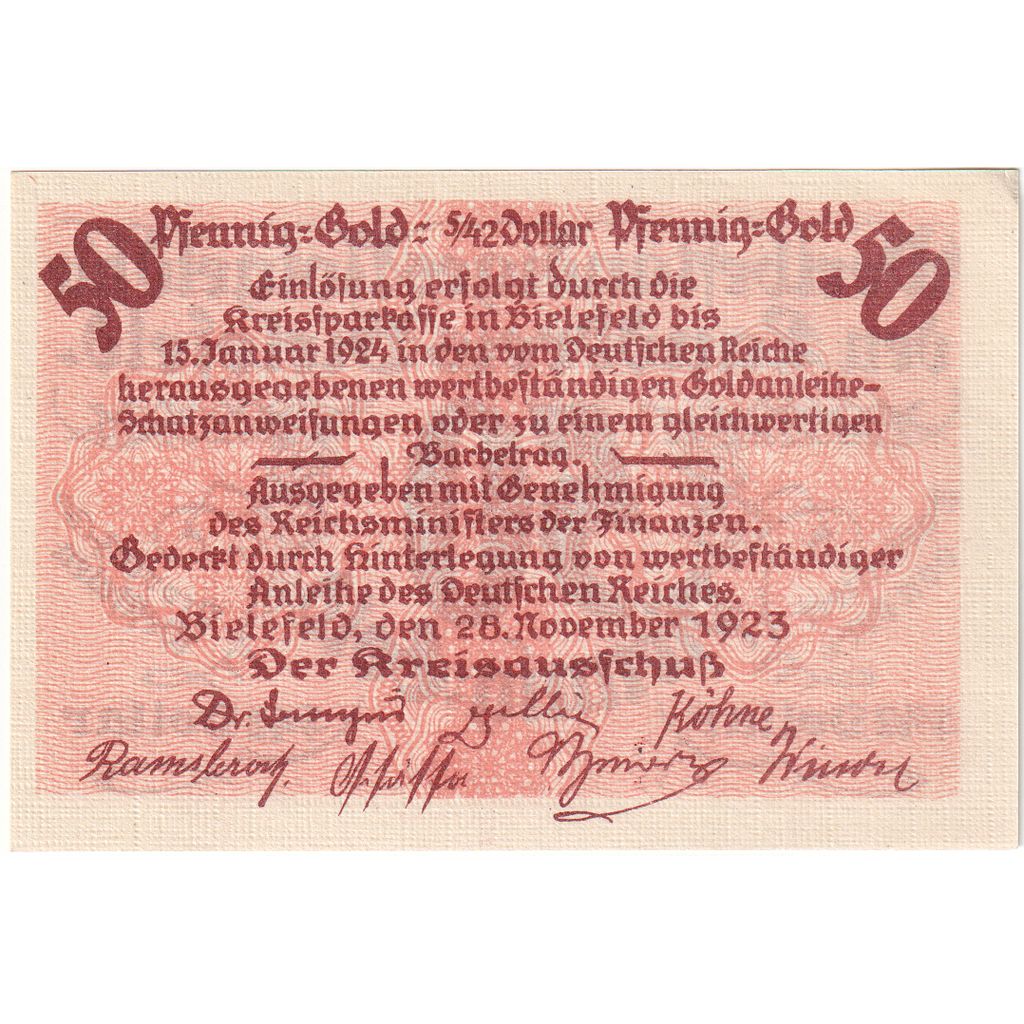 50 Pfennig=Gold = 5/42 Dollar Pfennig=Gold 50
Einlösung erfolgt durch die
Kreissparkasse in Bielefeld bis
15. Januar 1924 in den vom Deutschen Reiche
herausgegebenen wertbeständigen Goldanleihe-
Schatzanweisungen oder zu einem gleichwertigen
Barbetrag.
Ausgegeben mit Genehmigung
des Reichsministers der Finanzen.
Gedeckt durch Hinterlegung von wertbeständiger
Anleihe des Deutschen Reiches.
Bielefeld, den 28. November 1923
Der Kreisausschuß
Dr. Köhne